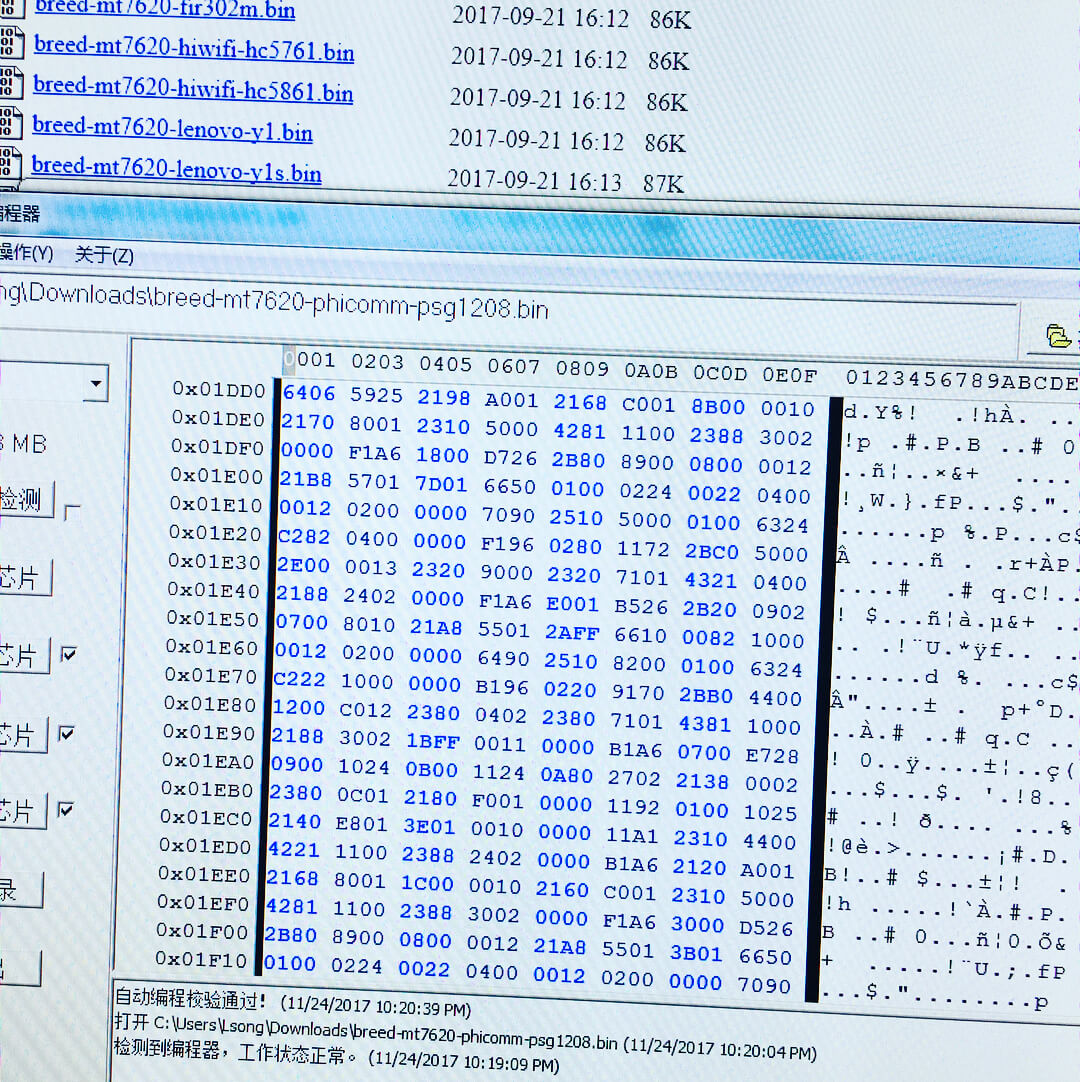 breed-mt7620-fir302m.bin 2017-09-21 16:12 86K
breed-mt7620-hiwifi-hc5761.bin 2017-09-21 16:12 86K
breed-mt7620-hiwifi-hc5861.bin 2017-09-21 16:12 86K
breed-mt7620-lenovo-y1.bin 2017-09-21 16:12 86K
breed-mt7620-lenovo-y1s.bin 2017-09-21 16:13 87K
编程器
操作(Y) 关于(Z)
ng\Downloads\breed-mt7620-phicomm-psg1208.bin
0001 0203 0405 0607 0809 0A0B 0C0D 0E0F 0123456789ABCDE
0x01DD0 6406 5925 2198 A001 2168 C001 8B00 0010 d.Y%! .!hÀ. ...
0x01DE0 2170 8001 2310 5000 4281 1100 2388 3002 !p .#.P.B ..# 0
0x01DF0 0000 F1A6 1800 D726 2B80 8900 0800 0012 ..ñ¦..×&+ ....
0x01E00 21B8 5701 7D01 6650 0100 0224 0022 0400 !¸W.}.fP...$."..
0x01E10 0012 0200 0000 7090 2510 5000 0100 6324 ......p %.P...c$
0x01E20 C282 0400 0000 F196 0280 1172 2BC0 5000 Â ....ñ . .r+ÀP.
0x01E30 2E00 0013 2320 9000 2320 7101 4321 0400 ....# .# q.C!..
0x01E40 2188 2402 0000 F1A6 E001 B526 2B20 0902 ! $...ñ¦à.µ&+ ..
0x01E50 0700 8010 21A8 5501 2AFF 6610 0082 1000 .. .!¨U.*ÿf.. ..
0x01E60 0012 0200 0000 6490 2510 8200 0100 6324 ......d %. ...c$
0x01E70 C222 1000 0000 B196 0220 9170 2BB0 4400 Â"....± . p+°D.
0x01E80 1200 C012 2380 0402 2380 7101 4381 1000 ..À.# ..# q.C ..
0x01E90 2188 3002 1BFF 0011 0000 B1A6 0700 E728 ! 0..ÿ....±¦..ç(
0x01EA0 0900 1024 0B00 1124 0A80 2702 2138 0002 ...$...$. '.!8..
0x01EB0 2380 0C01 2180 F001 0000 1192 0100 1025 # ..! ð.... ...%
0x01EC0 2140 E801 3E01 0010 0000 11A1 2310 4400 !@è.>......¡#.D.
0x01ED0 4221 1100 2388 2402 0000 B1A6 2120 A001 B!..# $...±¦! .
0x01EE0 2168 8001 1C00 0010 2160 C001 2310 5000 !h .....!`À.#.P.
0x01EF0 4281 1100 2388 3002 0000 F1A6 3000 D526 B ..# 0...ñ¦0.Õ&
0x01F00 2B80 8900 0800 0012 21A8 5501 3B01 6650 + .....!¨U.;.fP
0x01F10 0100 0224 0022 0400 0012 0200 0000 7090 ...$."........p
MB
检测
芯片
芯片
芯片
芯片
录
自动编程校验通过! (11/24/2017 10:20:39 PM)
打开 C:\Users\Lsong\Downloads\breed-mt7620-phicomm-psg1208.bin (11/24/2017 10:20:04 PM)
检测到编程器，工作状态正常。 (11/24/2017 10:19:09 PM)